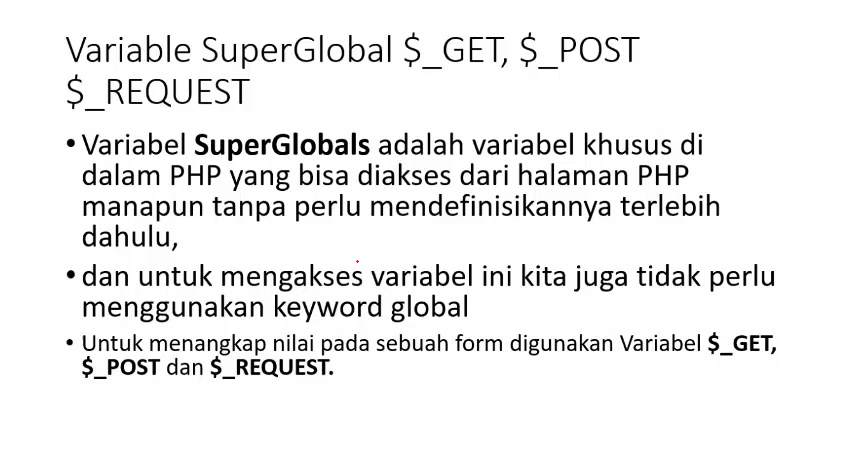 Variable SuperGlobal $_GET, $_POST
$_REQUEST
• Variabel SuperGlobals adalah variabel khusus di
dalam PHP yang bisa diakses dari halaman PHP
manapun tanpa perlu mendefinisikannya terlebih
dahulu,
• dan untuk mengakses variabel ini kita juga tidak perlu
menggunakan keyword global
• Untuk menangkap nilai pada sebuah form digunakan Variabel $_GET,
$_POST dan $_REQUEST.